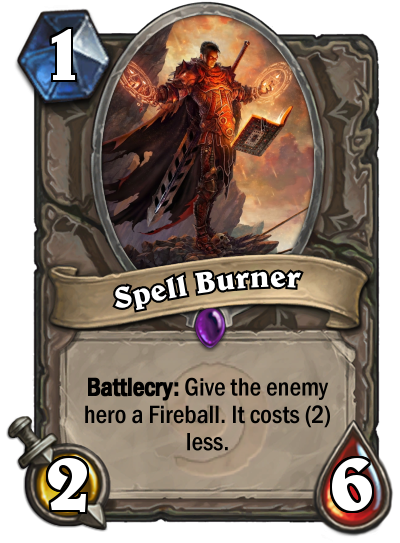 1
Spell Burner
Battlecry: Give the enemy
hero a Fireball. It costs (2)
less.
2
6